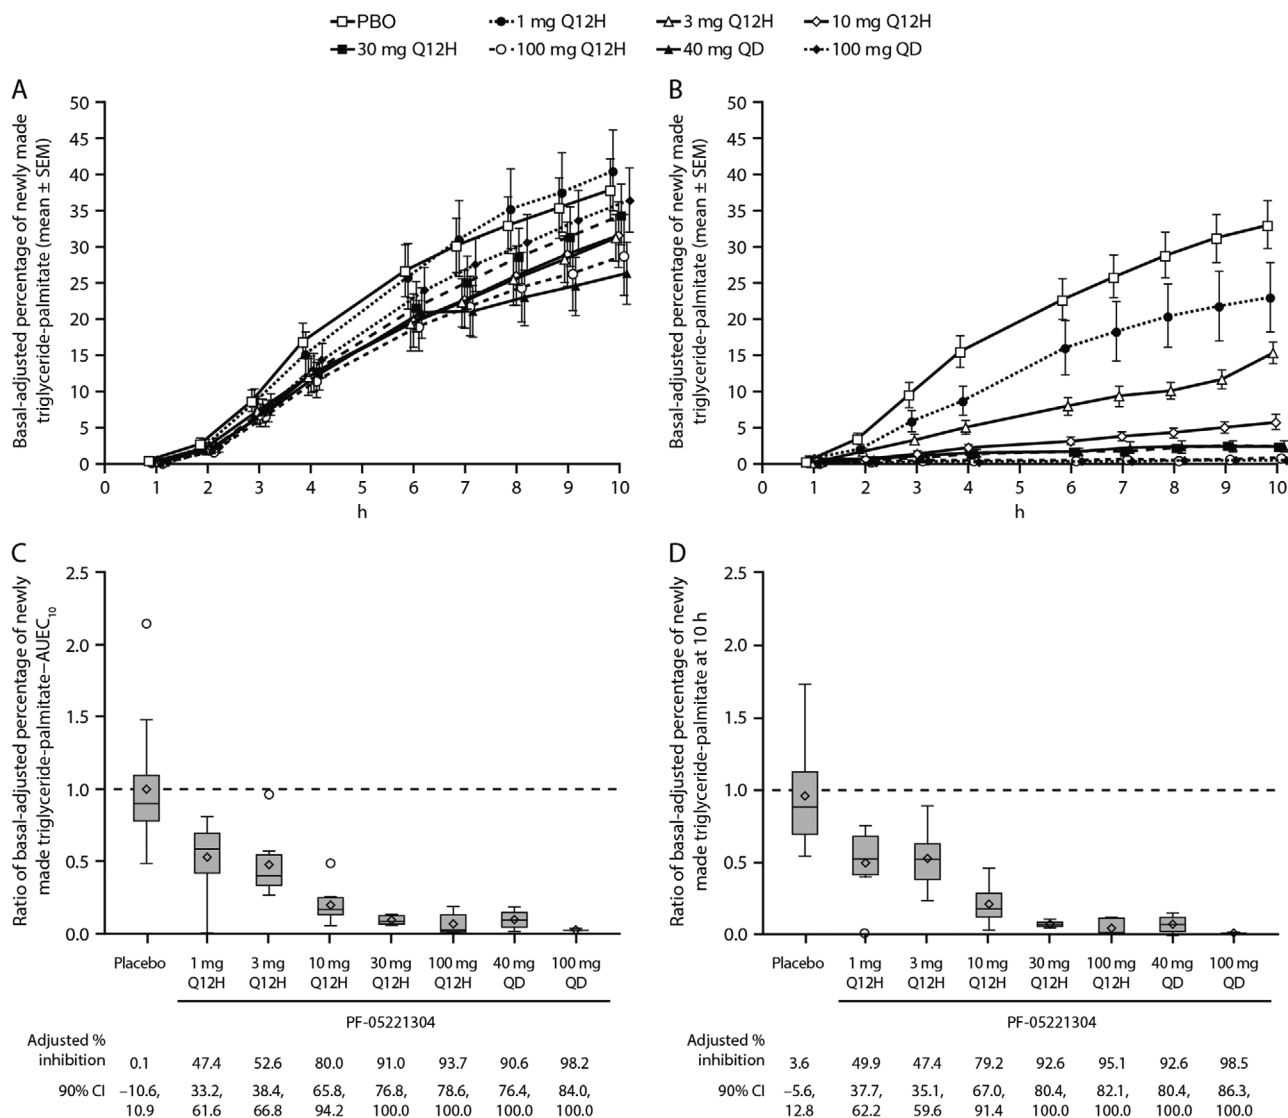 PBO 1 mg Q12H 3 mg Q12H 10 mg Q12H
30 mg Q12H 100 mg Q12H 40 mg QD 100 mg QD
A
Basal-adjusted percentage of newly made
triglyceride-palmitate (mean ± SEM)
50
45
40
35
30
25
20
15
10
5
0
0 1 2 3 4 5 6 7 8 9 10
h
B
Basal-adjusted percentage of newly made
triglyceride-palmitate (mean ± SEM)
50
45
40
35
30
25
20
15
10
5
0
0 1 2 3 4 5 6 7 8 9 10
h
C
Ratio of basal-adjusted percentage of newly
made triglyceride-palmitate–AUEC10
2.5
2.0
1.5
1.0
0.5
0.0
Placebo 1 mg 3 mg 10 mg 30 mg 100 mg 40 mg 100 mg
Q12H Q12H Q12H Q12H Q12H QD QD
PF-05221304
Adjusted %
inhibition 0.1 47.4 52.6 80.0 91.0 93.7 90.6 98.2
90% CI –10.6, 33.2, 38.4, 65.8, 76.8, 78.6, 76.4, 84.0,
10.9 61.6 66.8 94.2 100.0 100.0 100.0 100.0
D
Ratio of basal-adjusted percentage of newly
made triglyceride-palmitate at 10 h
2.5
2.0
1.5
1.0
0.5
0.0
Placebo 1 mg 3 mg 10 mg 30 mg 100 mg 40 mg 100 mg
Q12H Q12H Q12H Q12H Q12H QD QD
PF-05221304
Adjusted %
inhibition 3.6 49.9 47.4 79.2 92.6 95.1 92.6 98.5
90% CI –5.6, 37.7, 35.1, 67.0, 80.4, 82.1, 80.4, 86.3,
12.8 62.2 59.6 91.4 100.0 100.0 100.0 100.0